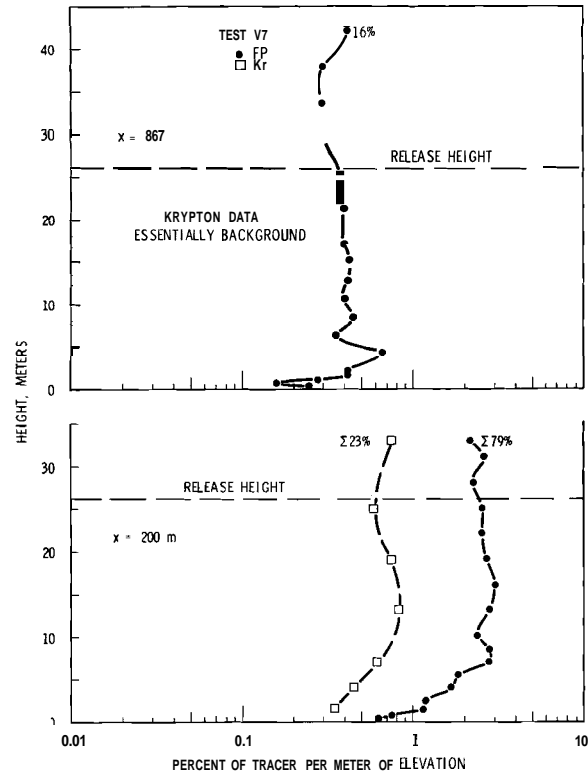 40
30
20
10
0
TEST V7
● FP
□ Kr
16%
x = 867
RELEASE HEIGHT
KRYPTON DATA
ESSENTIALLY BACKGROUND
HEIGHT, METERS
30
20
10
Σ23%
Σ79%
RELEASE HEIGHT
x = 200 m
0.01
0.1
1
10
PERCENT OF TRACER PER METER OF ELEVATION